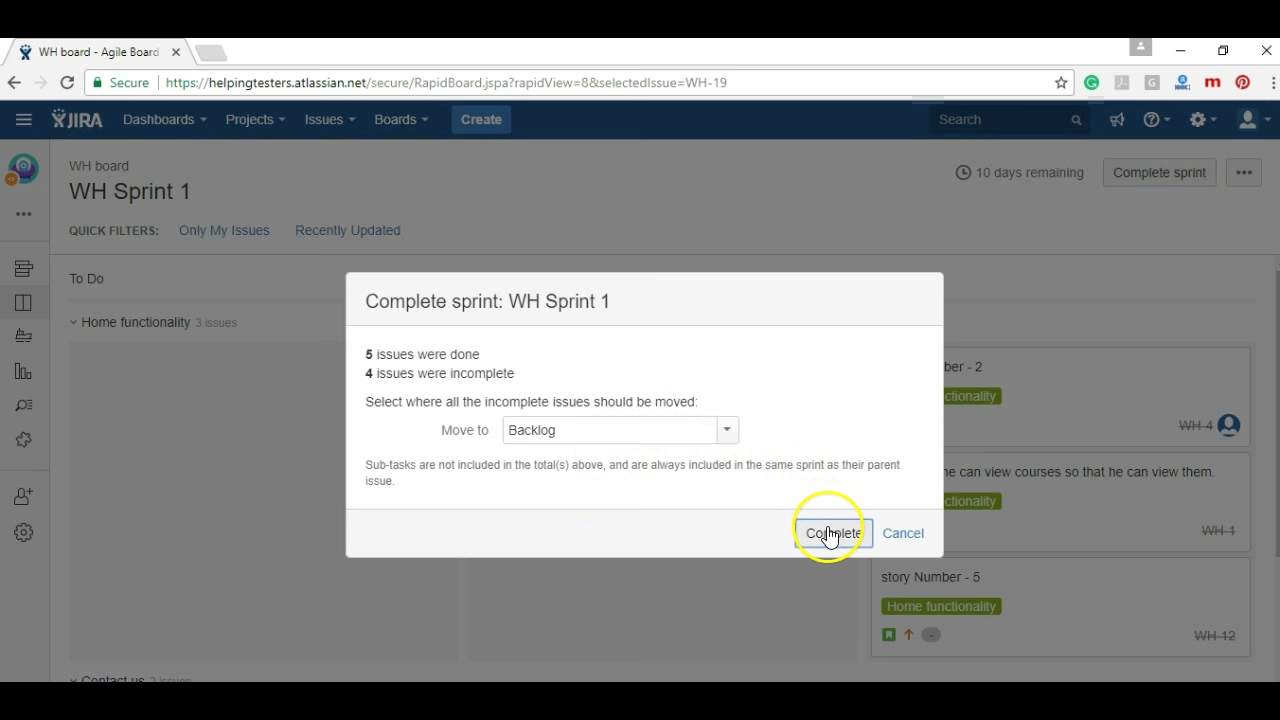 WH board - Agile Board
Secure https://helpingtesters.atlassian.net/secure/RapidBoard.jspa?rapidView=8&selectedIssue=WH-19
JIRA Dashboards Projects Issues Boards Create Search
WH board
WH Sprint 1
10 days remaining Complete sprint
QUICK FILTERS: Only My Issues Recently Updated
To Do
Home functionality 3 issues
Complete sprint: WH Sprint 1
5 issues were done
4 issues were incomplete
Select where all the incomplete issues should be moved:
Move to Backlog
Sub-tasks are not included in the total(s) above, and are always included in the same sprint as their parent
issue.
Complete Cancel
ber - 2
ctionality
WH-4
he can view courses so that he can view them.
ctionality
WH-1
story Number - 5
Home functionality
-
WH-12
Contact us